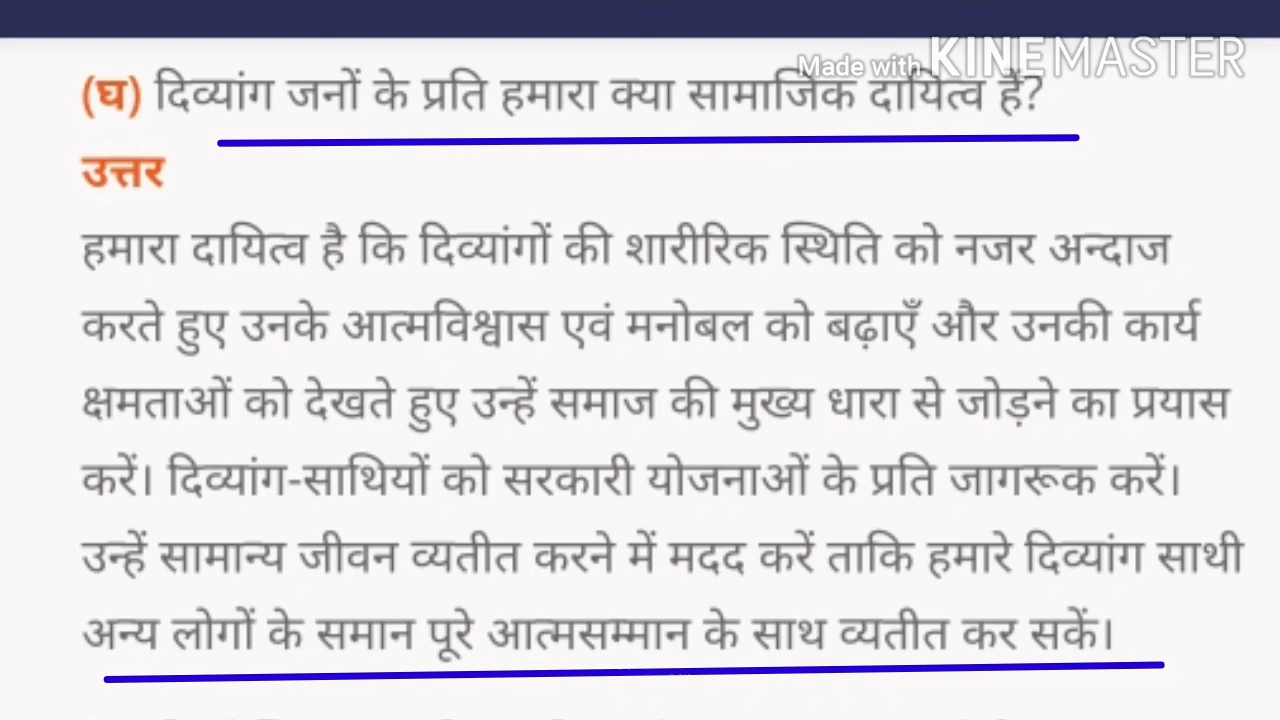 Made with KINEMASTER
(घ) दिव्यांग जनों के प्रति हमारा क्या सामाजिक दायित्व हैं?
उत्तर
हमारा दायित्व है कि दिव्यांगों की शारीरिक स्थिति को नजर अन्दाज
करते हुए उनके आत्मविश्वास एवं मनोबल को बढ़ाएँ और उनकी कार्य
क्षमताओं को देखते हुए उन्हें समाज की मुख्य धारा से जोड़ने का प्रयास
करें। दिव्यांग-साथियों को सरकारी योजनाओं के प्रति जागरूक करें।
उन्हें सामान्य जीवन व्यतीत करने में मदद करें ताकि हमारे दिव्यांग साथी
अन्य लोगों के समान पूरे आत्मसम्मान के साथ व्यतीत कर सकें।